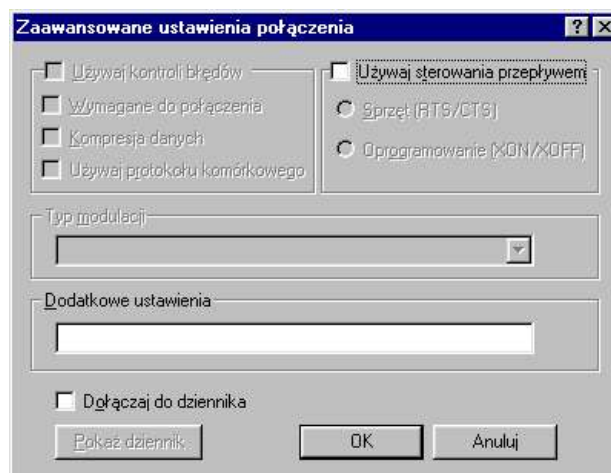 Zaawansowane ustawienia połączenia
Używaj kontroli błędów
Wymagane do połączenia
Kompresja danych
Używaj protokołu komórkowego
Używaj sterowania przepływem
Sprzęt (RTS/CTS)
Oprogramowanie (XON/XOFF)
Typ modulacji
Dodatkowe ustawienia
Dołączaj do dziennika
Pokaż dziennik
OK
Anuluj